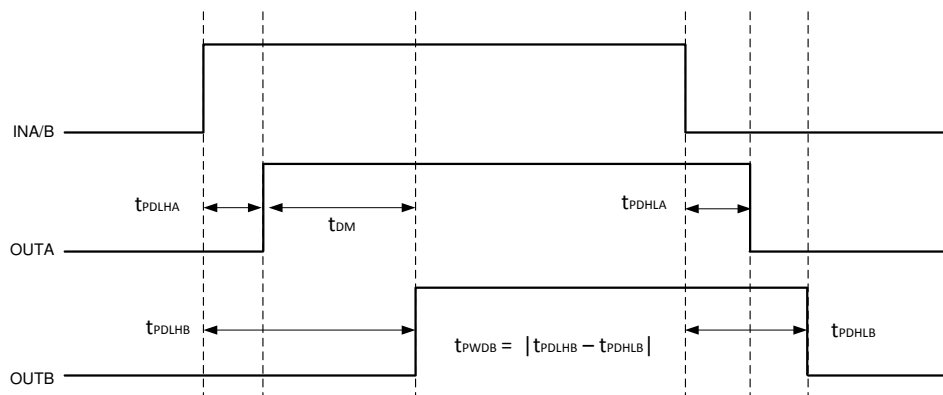 INA/B
tPDLHA
tDM
tPDHLA
OUTA
tPDLHB
tPWDB = |tPDLHB – tPDHLB|
tPDHLB
OUTB